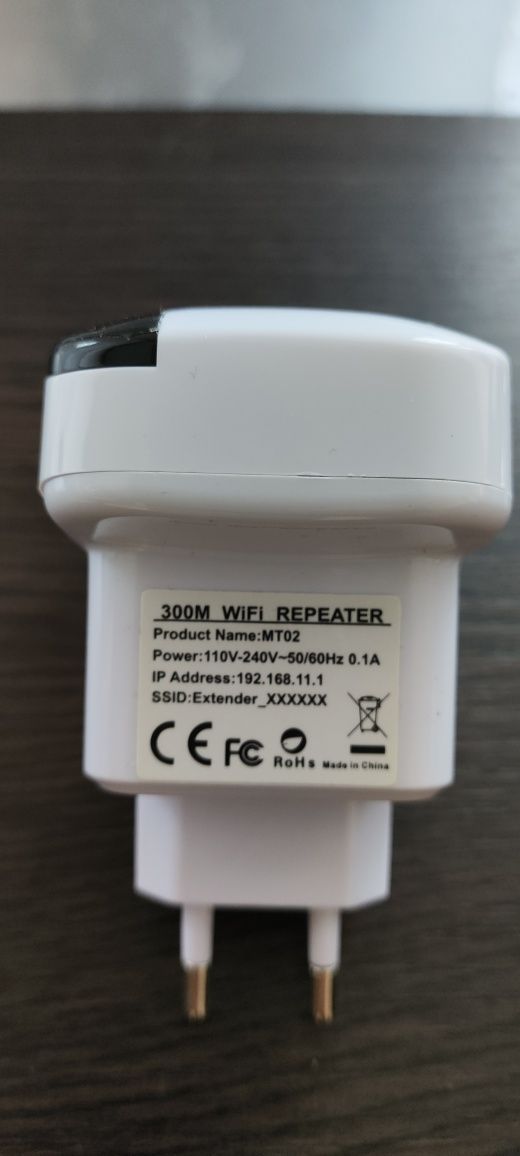 300M WiFi REPEATER
Product Name:MT02
Power:110V-240V~50/60Hz 0.1A
IP Address:192.168.11.1
SSID:Extender_XXXXXX
CE FC RoHs Made in China